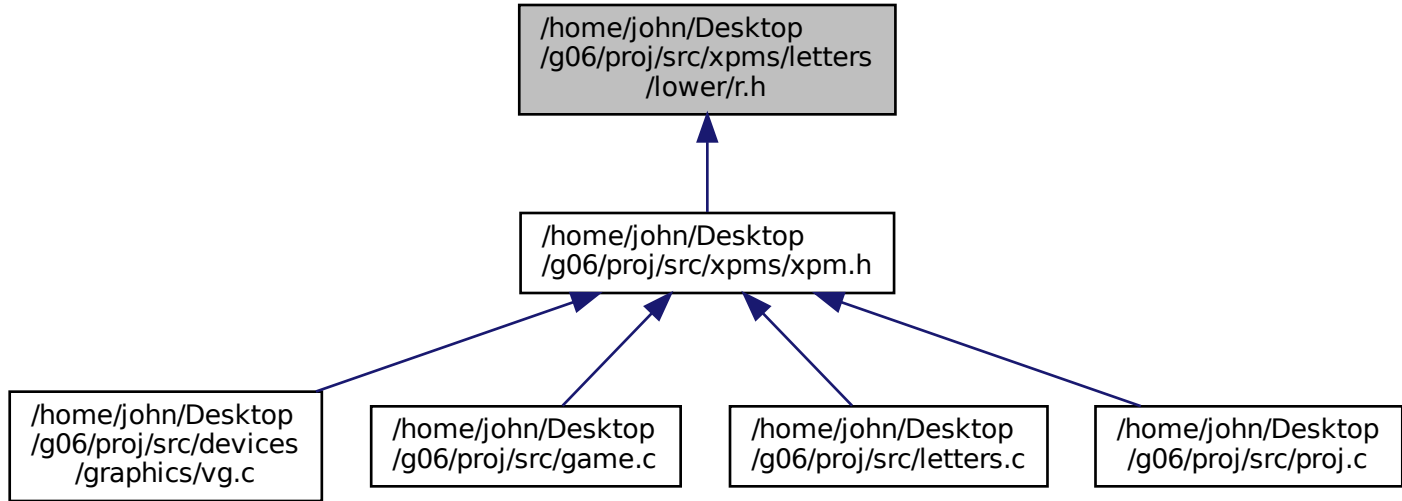 /home/john/Desktop
/g06/proj/src/xpms/letters
/lower/r.h
/home/john/Desktop
/g06/proj/src/xpms/xpm.h
/home/john/Desktop
/g06/proj/src/devices
/graphics/vg.c
/home/john/Desktop
/g06/proj/src/game.c
/home/john/Desktop
/g06/proj/src/letters.c
/home/john/Desktop
/g06/proj/src/proj.c